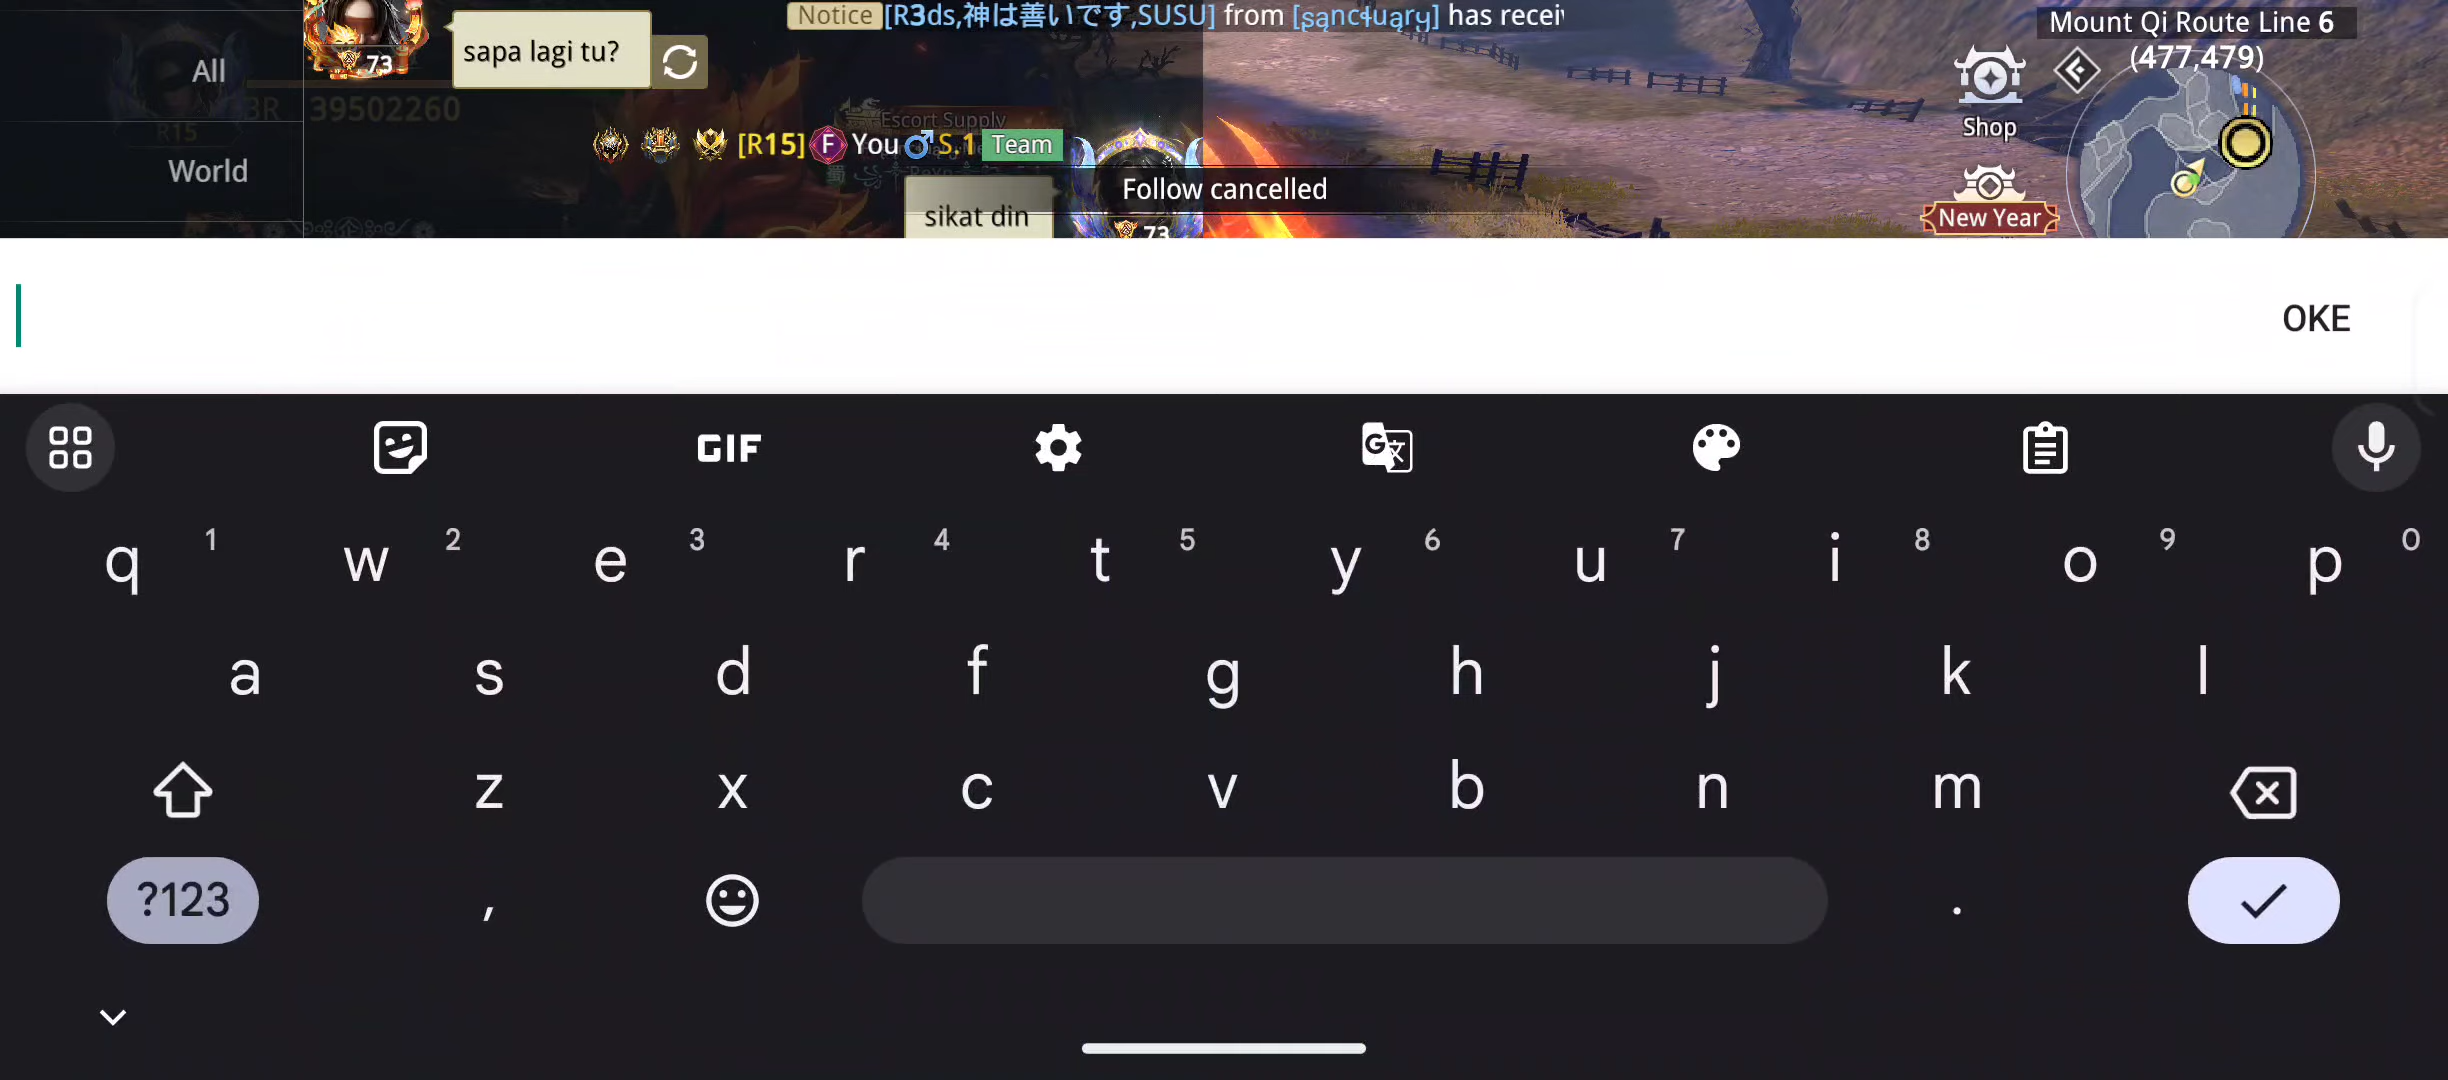 Notice [R3ds,神は善いです,SUSU] from [ʂąncɬuąrყ] has recei
Mount Qi Route Line 6
(477,479)
All
73
sapa lagi tu?
39502260
R15
Escort Supply
[R15] F You ♂ S.1 Team
Shop
World
Follow cancelled
sikat din
73
New Year
OKE
GIF
q 1 w 2 e 3 r 4 t 5 y 6 u 7 i 8 o 9 p 0
a s d f g h j k l
z x c v b n m
?123 , .